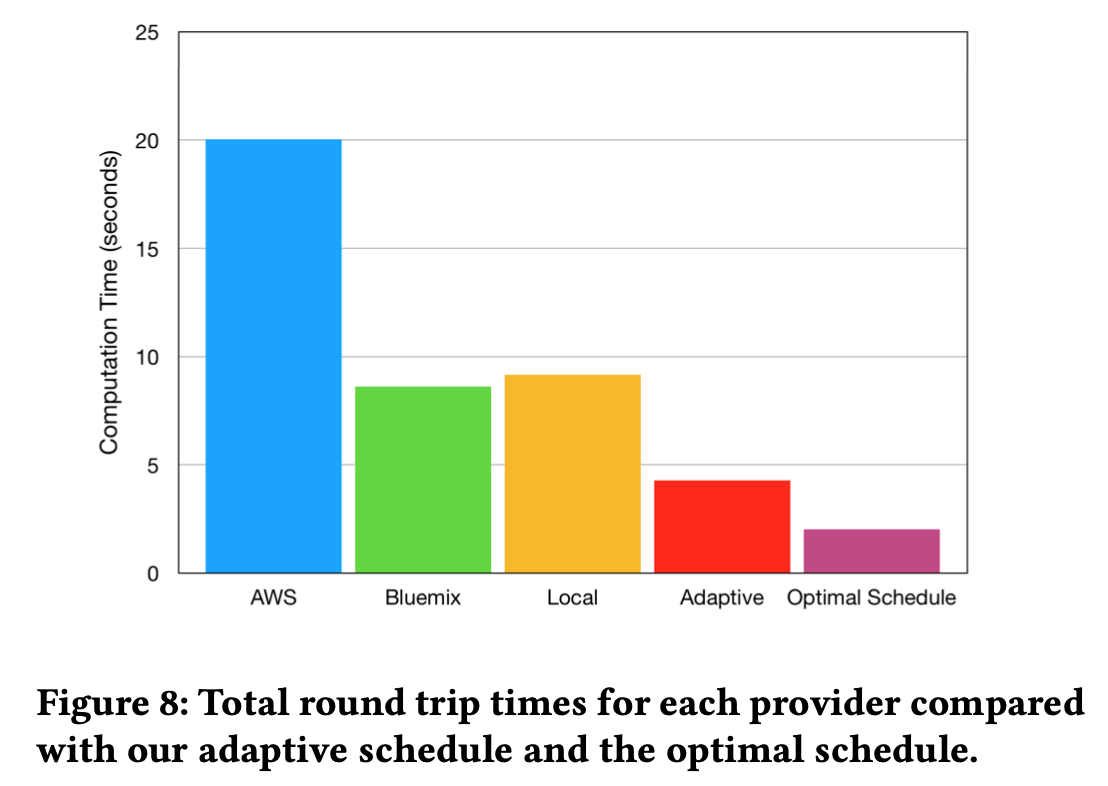 25
20
15
10
5
0
Computation Time (seconds)
AWS Bluemix Local Adaptive Optimal Schedule
Figure 8: Total round trip times for each provider compared
with our adaptive schedule and the optimal schedule.